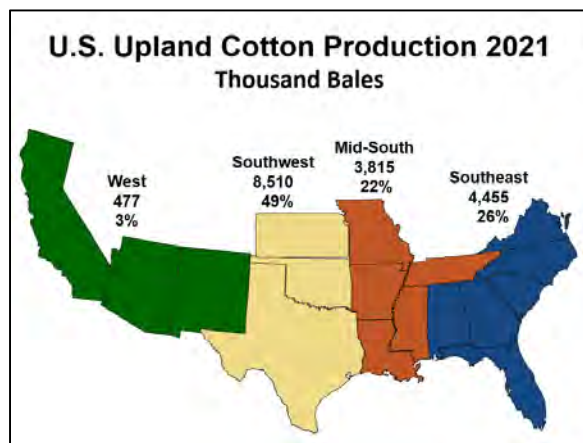 U.S. Upland Cotton Production 2021
Thousand Bales
West
477
3%
Southwest
8,510
49%
Mid-South
3,815
22%
Southeast
4,455
26%